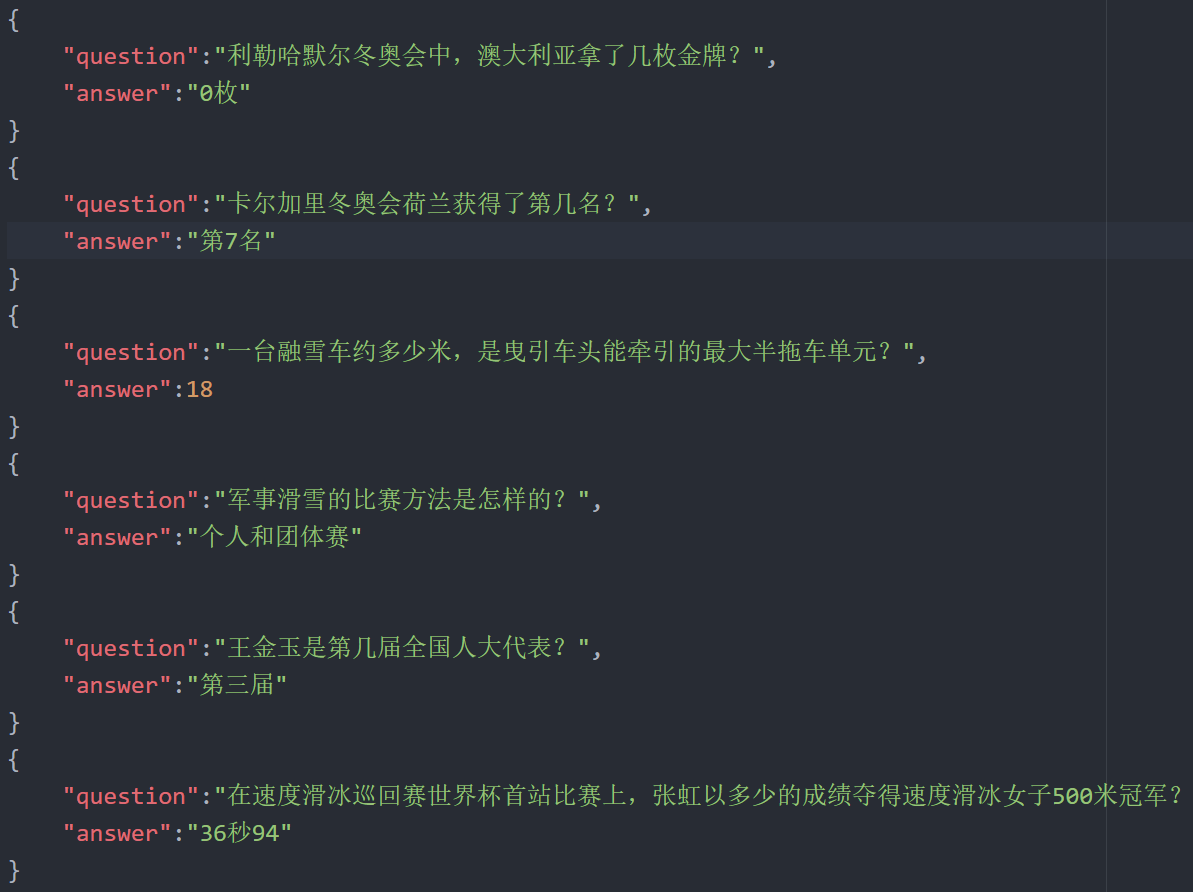 {
"question":"利勒哈默尔冬奥会中，澳大利亚拿了几枚金牌？",
"answer":"0枚"
}
{
"question":"卡尔加里冬奥会荷兰获得了第几名？",
"answer":"第7名"
}
{
"question":"一台融雪车约多少米，是曳引车头能牵引的最大半拖车单元？",
"answer":18
}
{
"question":"军事滑雪的比赛方法是怎样的？",
"answer":"个人和团体赛"
}
{
"question":"王金玉是第几届全国人大代表？",
"answer":"第三届"
}
{
"question":"在速度滑冰巡回赛世界杯首站比赛上，张虹以多少的成绩夺得速度滑冰女子500米冠军？
"answer":"36秒94"
}